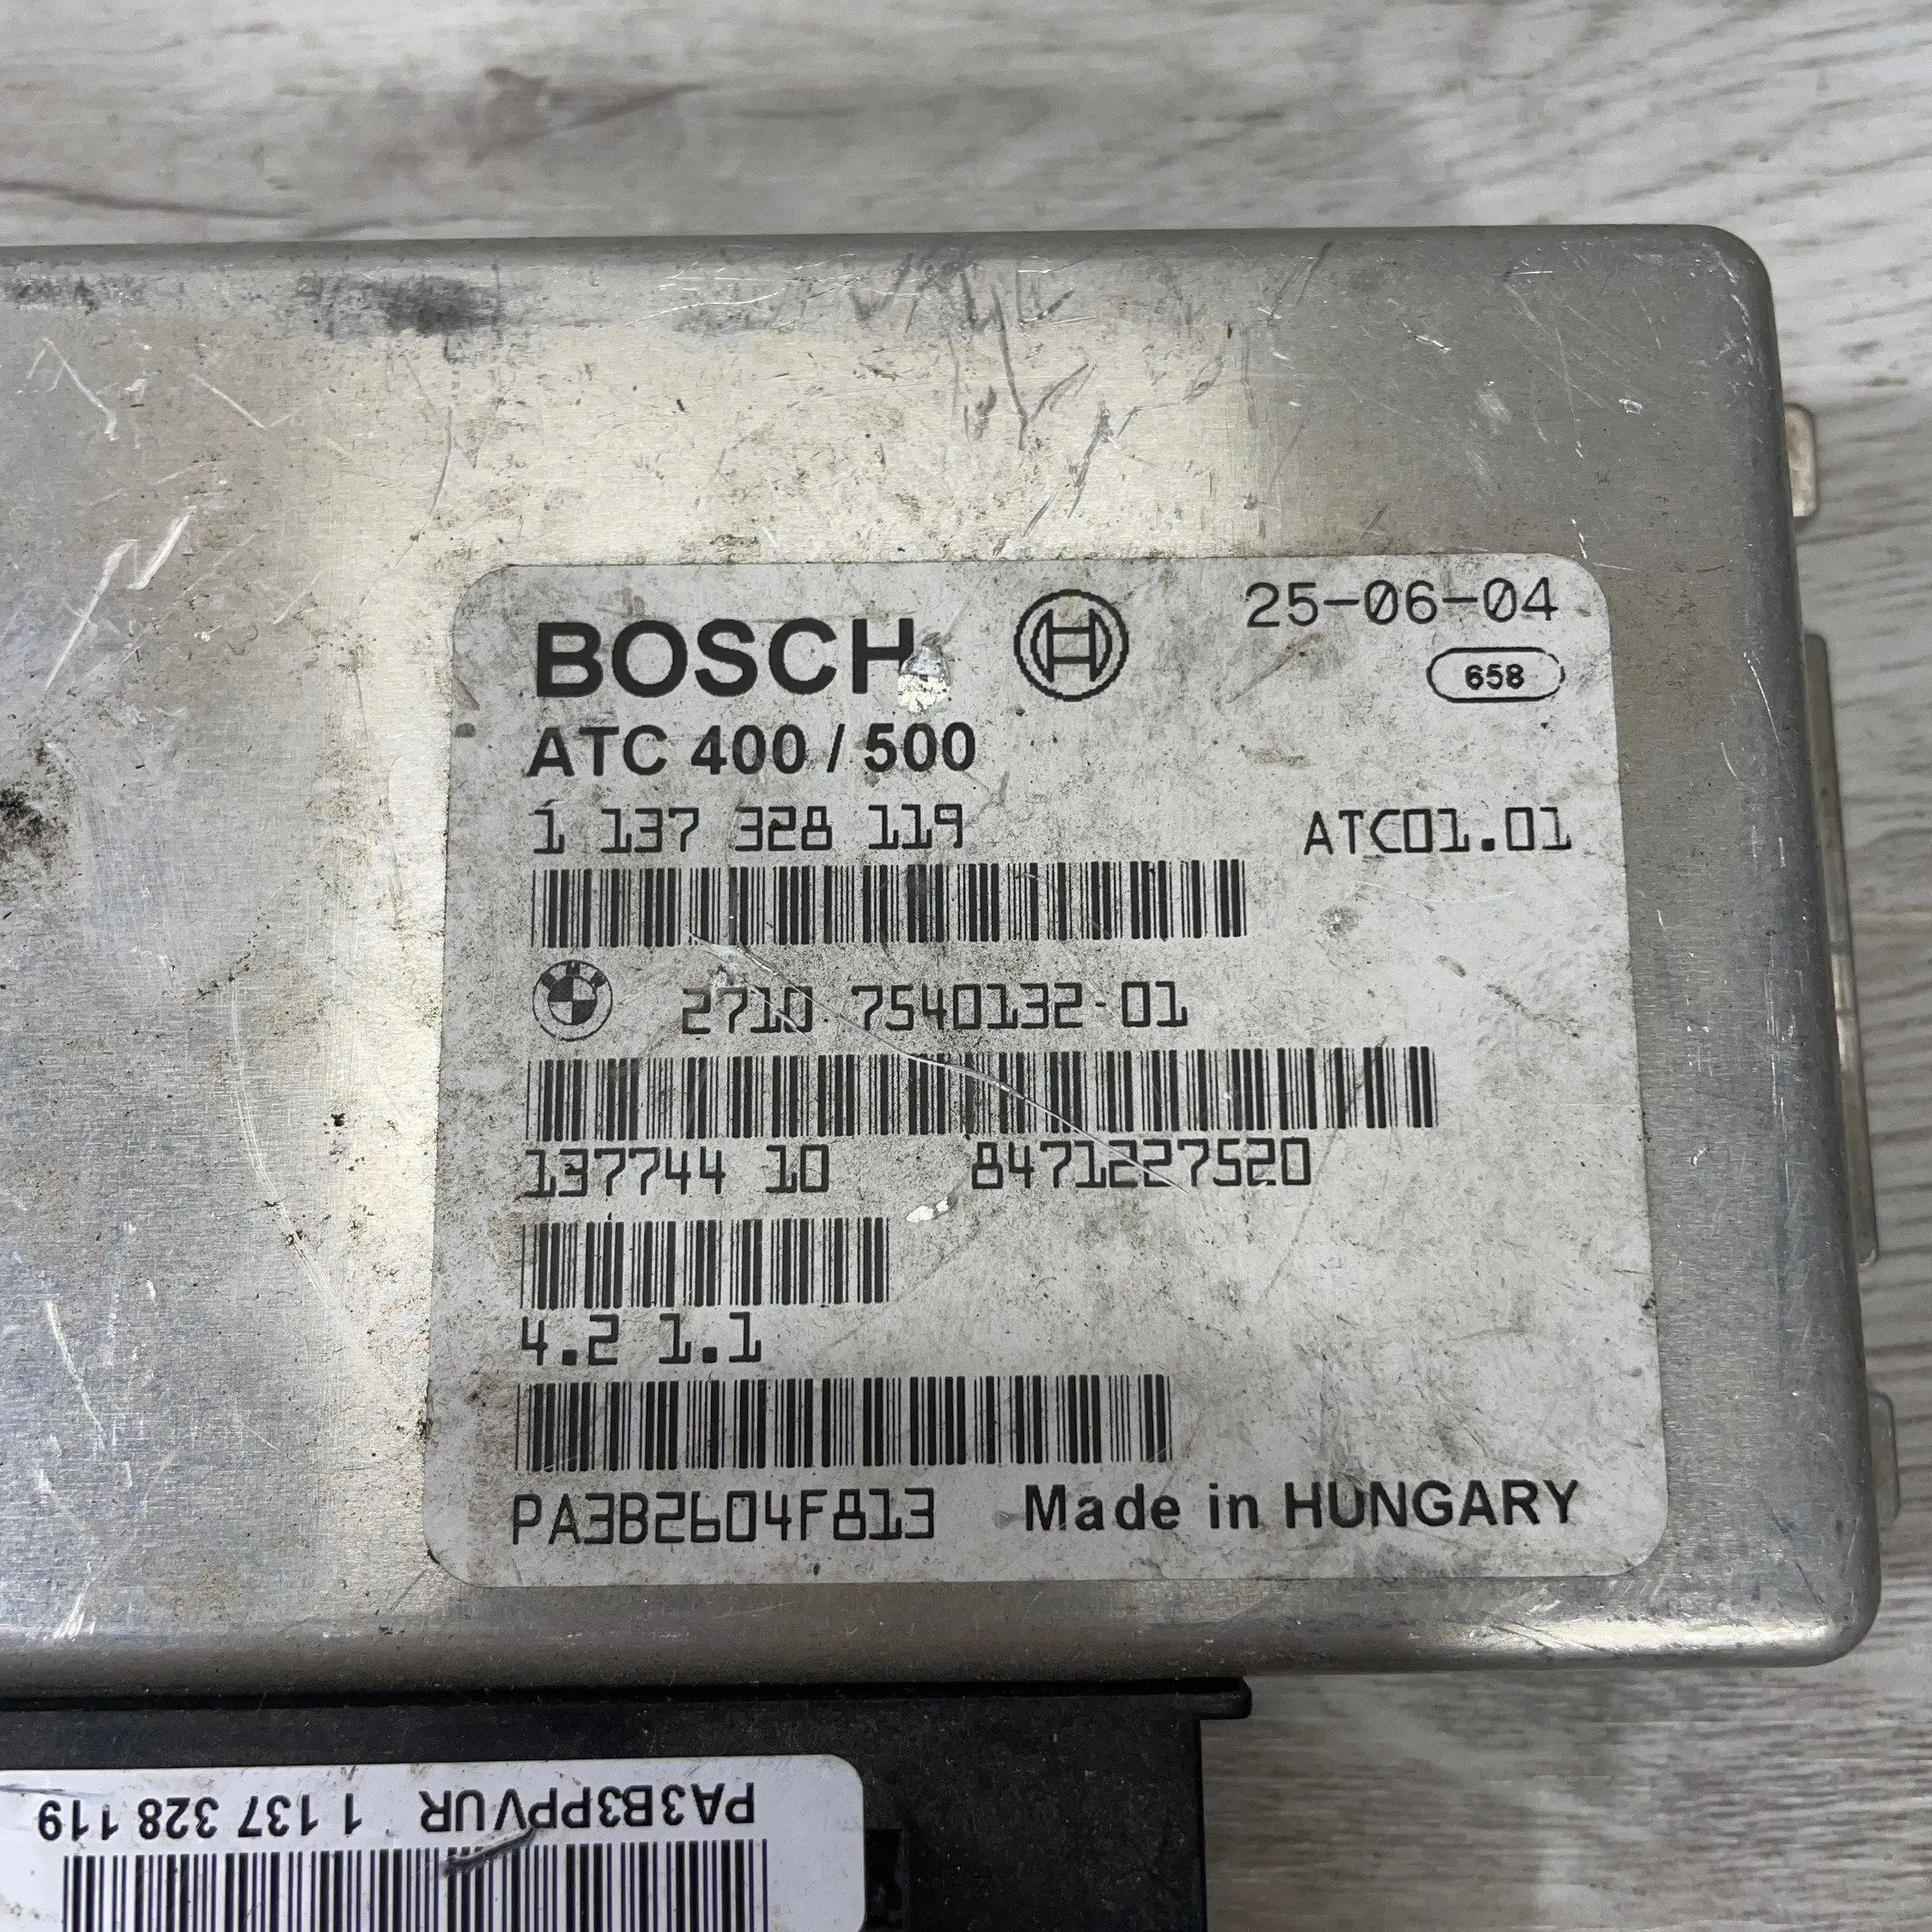 BOSCH 25-06-04
658
ATC 400 / 500
1 137 328 119 ATC01.01
2710 7540132-01
137744 10 8471227520
4.2 1.1
PA3B2604F813 Made in HUNGARY
PA3B3PPVUR 1 137 328 119